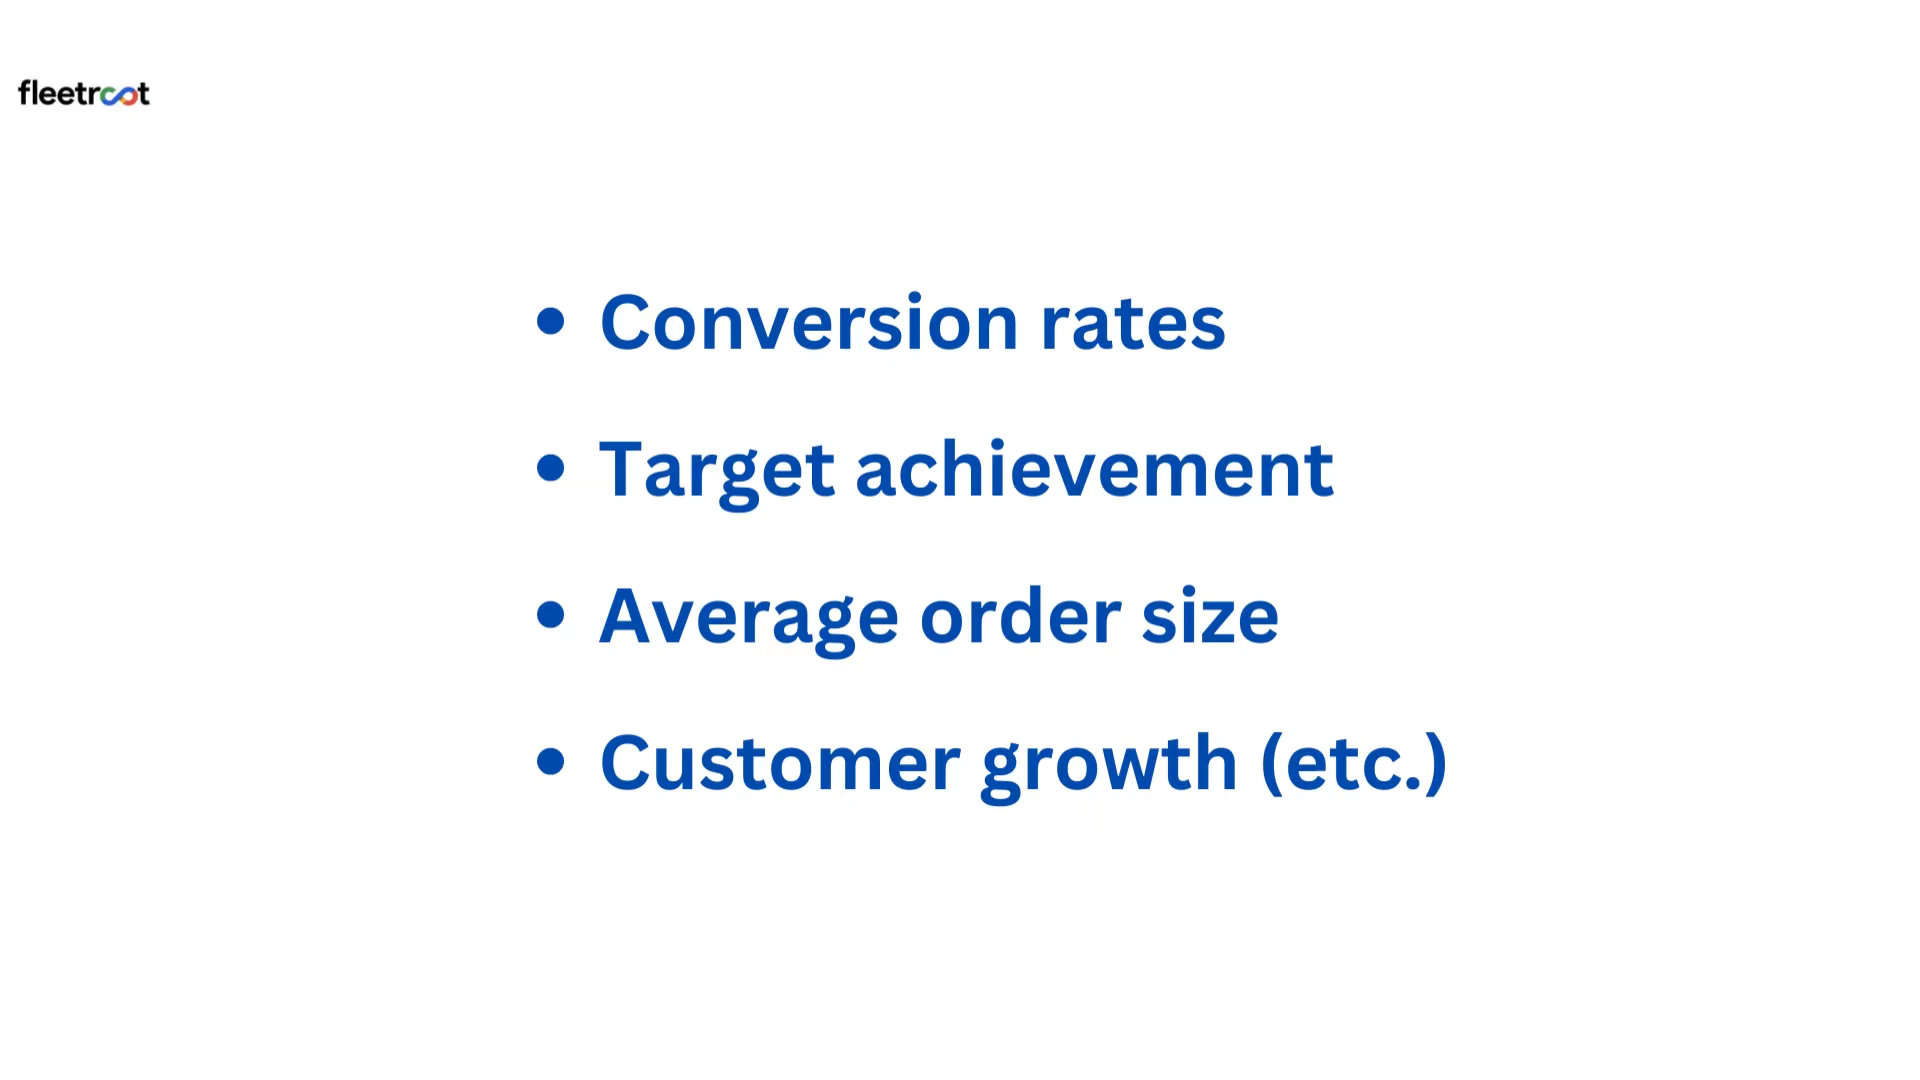 fleetroot
• Conversion rates
• Target achievement
• Average order size
• Customer growth (etc.)